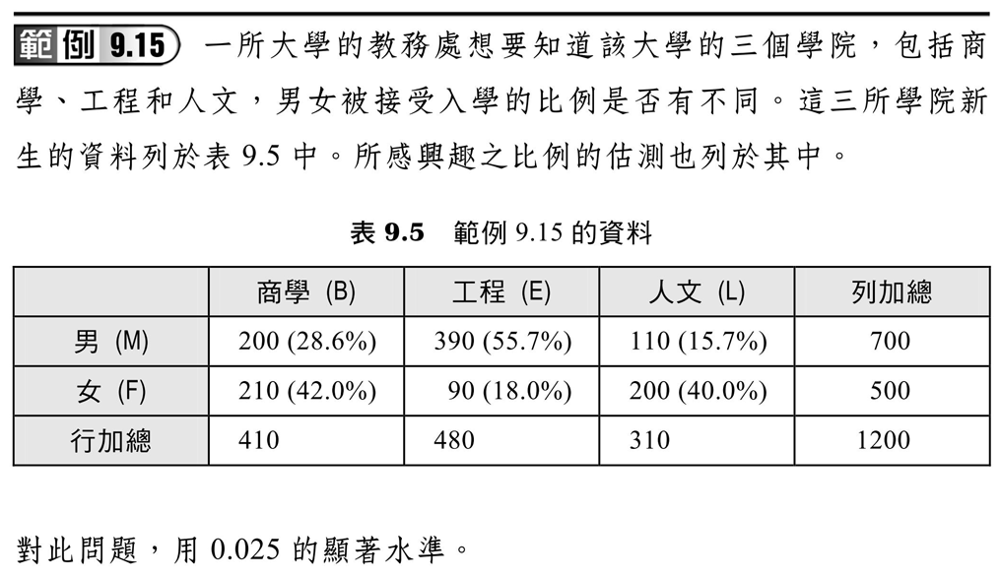 範例 9.15 一所大學的教務處想要知道該大學的三個學院，包括商
學、工程和人文，男女被接受入學的比例是否有不同。這三所學院新
生的資料列於表 9.5 中。所感興趣之比例的估測也列於其中。
表 9.5 範例 9.15 的資料
商學 (B) 工程 (E) 人文 (L) 列加總
男 (M) 200 (28.6%) 390 (55.7%) 110 (15.7%) 700
女 (F) 210 (42.0%) 90 (18.0%) 200 (40.0%) 500
行加總 410 480 310 1200
對此問題，用 0.025 的顯著水準。